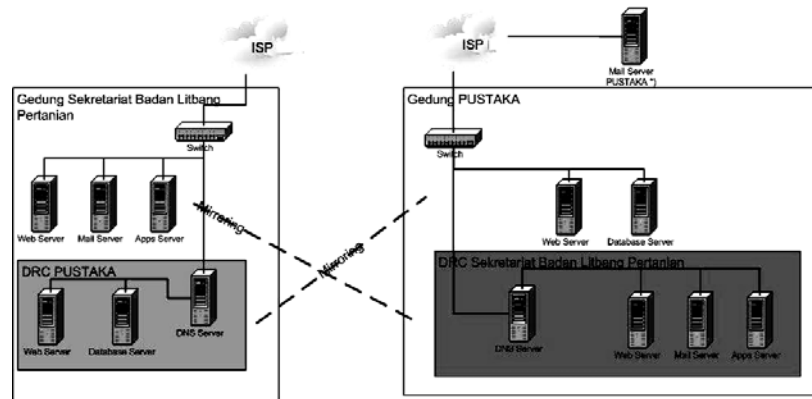 ISP
Gedung Sekretariat Badan Litbang
Pertanian
Switch
Web Server
Mail Server
Apps Server
Mirroring
DRC PUSTAKA
Web Server
Database Server
DNS Server
ISP
Mail Server
PUSTAKA *)
Gedung PUSTAKA
Switch
Web Server
Database Server
Mirroring
DRC Sekretariat Badan Litbang Pertanian
DNS Server
Web Server
Mail Server
Apps Server